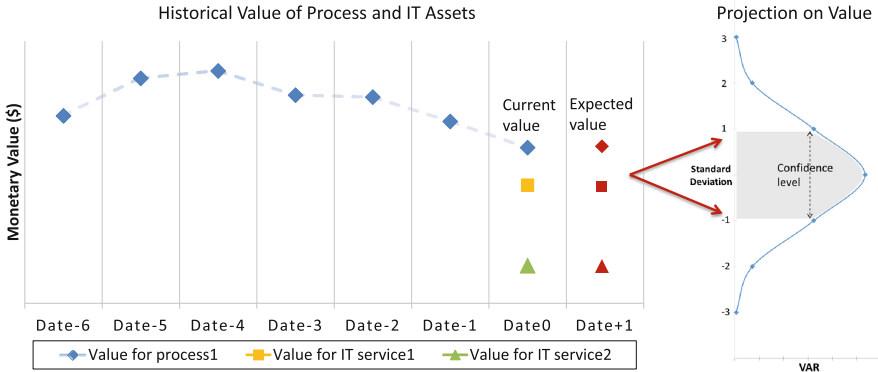 Historical Value of Process and IT Assets
Projection on Value
Monetary Value ($)
Current
value
Expected
value
Date-6
Date-5
Date-4
Date-3
Date-2
Date-1
Date0
Date+1
Value for process1
Value for IT service1
Value for IT service2
3
2
1
Standard
Deviation
Confidence
level
-1
-2
-3
VAR